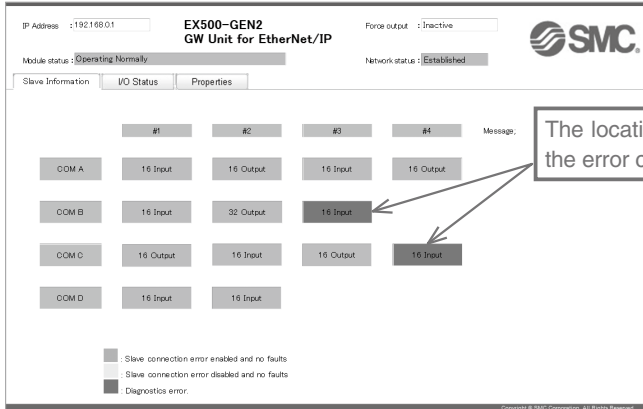 IP Address : 192.168.0.1
EX500-GEN2
GW Unit for EtherNet/IP
Force output : Inactive
SMC
Module status : Operating Normally
Network status : Established
Slave Information I/O Status Properties
#1 #2 #3 #4 Message;
The locati
the error
COM A 16 Input 16 Output 16 Input 16 Output
COM B 16 Input 32 Output 16 Input
COM C 16 Output 16 Input 16 Output 16 Input
COM D 16 Input 16 Input
: Slave connection error enabled and no faults
: Slave connection error disabled and no faults
: Diagnostics error.
Copyright © SMC Corporation. All Rights Reserved.